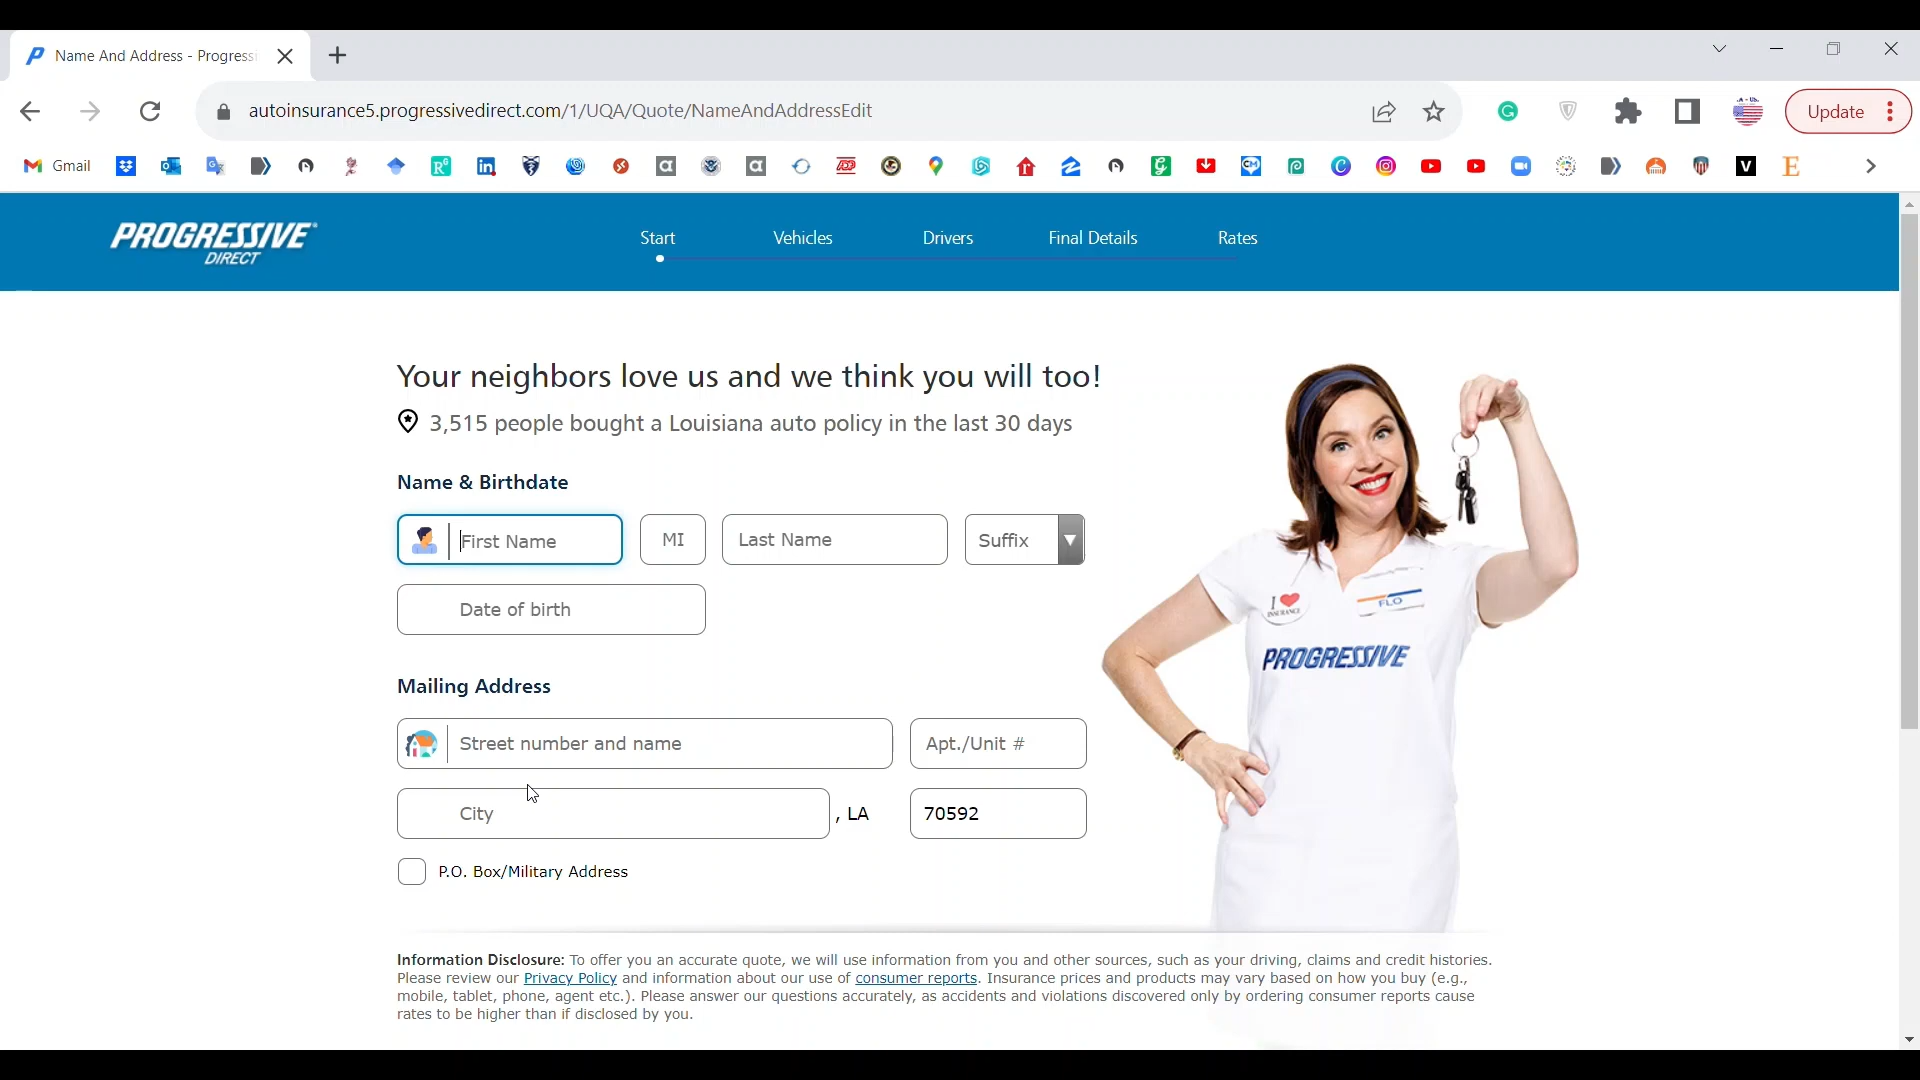 Name And Address - Progress
autoinsurance5.progressivedirect.com/1/UQA/Quote/NameAndAddressEdit
Update
Gmail
PROGRESSIVE
DIRECT
Start Vehicles Drivers Final Details Rates
Your neighbors love us and we think you will too!
3,515 people bought a Louisiana auto policy in the last 30 days
Name & Birthdate
First Name MI Last Name Suffix
Date of birth
I ❤ INSURANCE
FLO
PROGRESSIVE
Mailing Address
Street number and name Apt./Unit #
City , LA 70592
P.O. Box/Military Address
Information Disclosure: To offer you an accurate quote, we will use information from you and other sources, such as your driving, claims and credit histories.
Please review our Privacy Policy and information about our use of consumer reports. Insurance prices and products may vary based on how you buy (e.g.,
mobile, tablet, phone, agent etc.). Please answer our questions accurately, as accidents and violations discovered only by ordering consumer reports cause
rates to be higher than if disclosed by you.